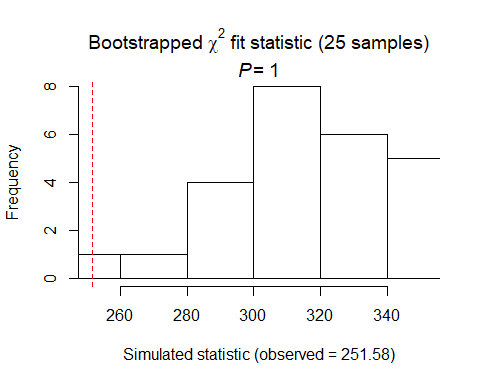 Bootstrapped χ² fit statistic (25 samples)
P = 1
8
6
4
2
0
Frequency
260 280 300 320 340
Simulated statistic (observed = 251.58)